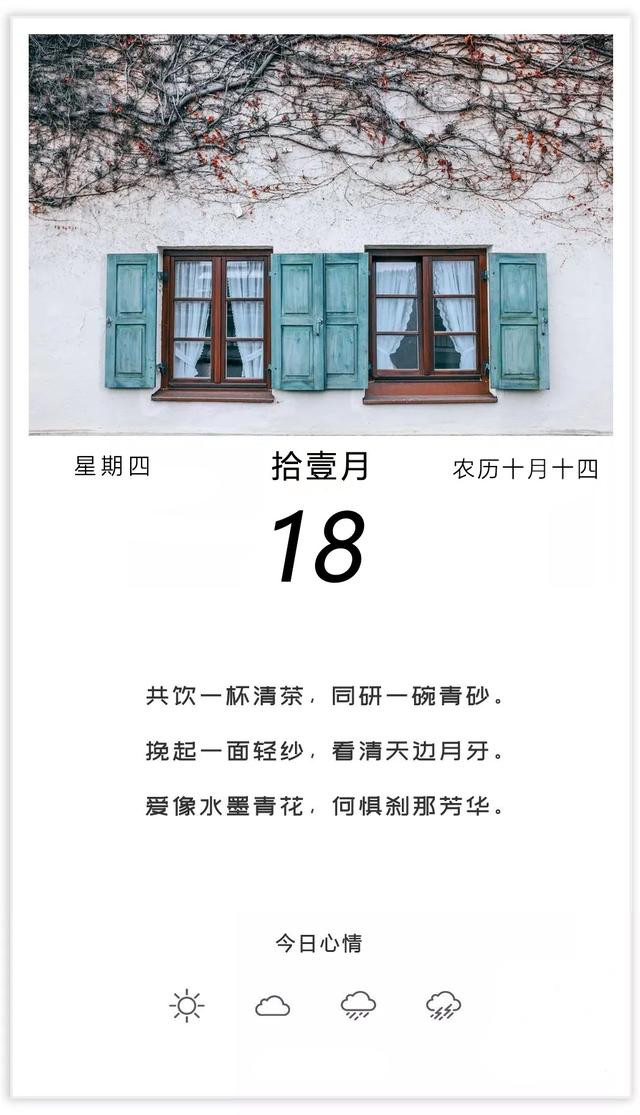 星期四
拾壹月
农历十月十四
18
共饮一杯清茶，同研一碗青砂。
挽起一面轻纱，看清天边月牙。
爱像水墨青花，何惧刹那芳华。
今日心情